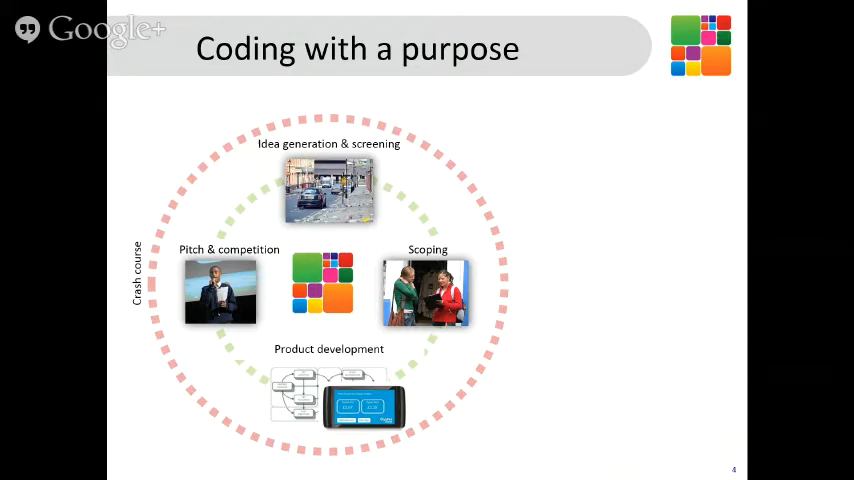 Google+
Coding with a purpose
Idea generation & screening
Pitch & competition
Scoping
Crash course
Product development
4